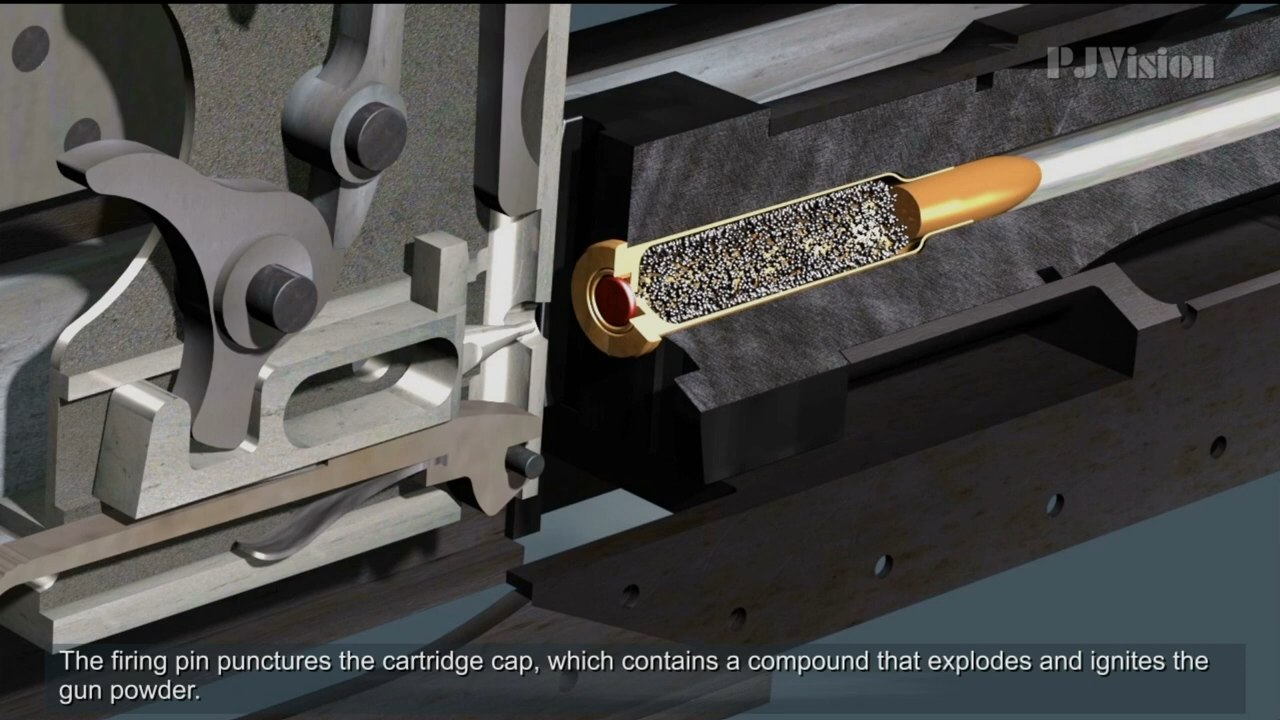 PJVision
The firing pin punctures the cartridge cap, which contains a compound that explodes and ignites the
gun powder.